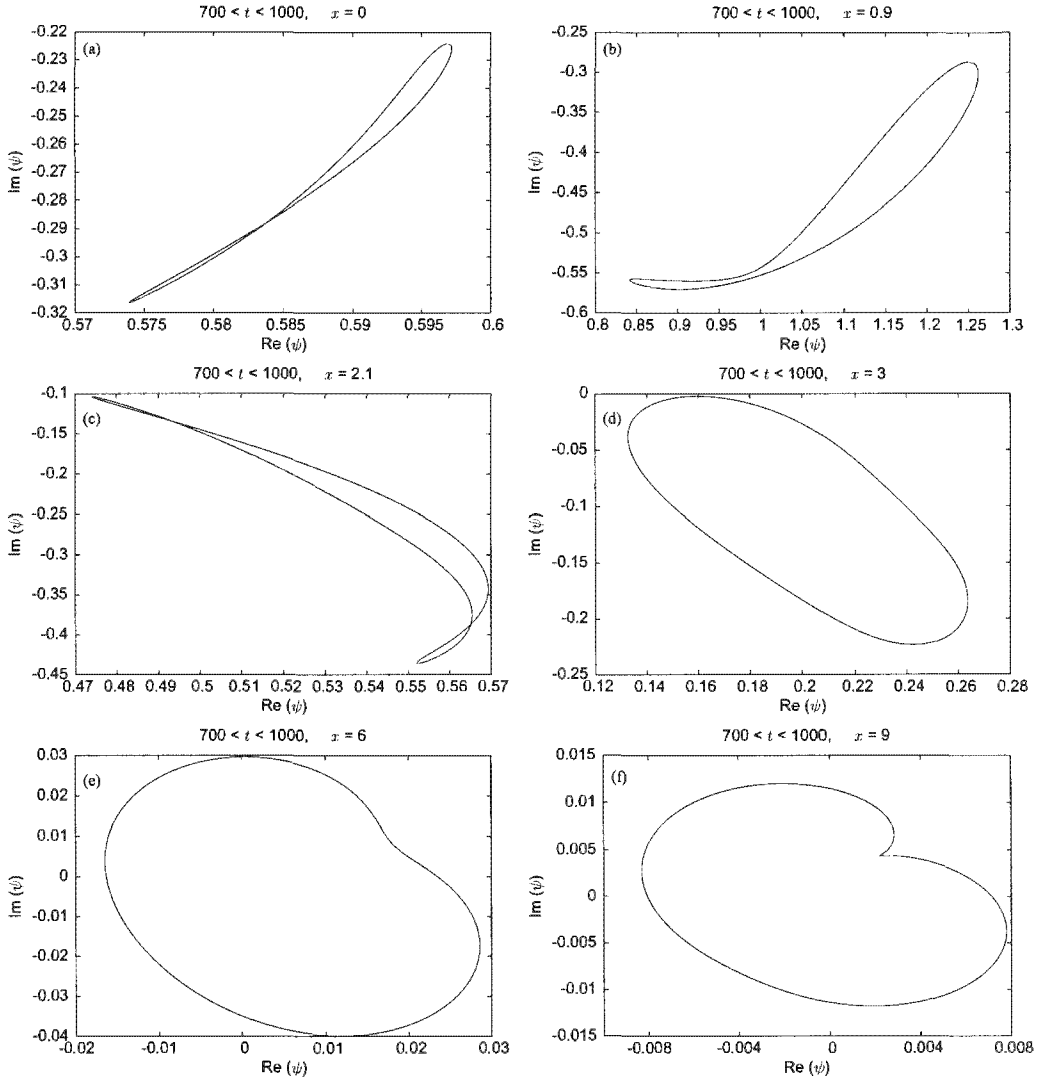 700 < t < 1000, x = 0
(a)
-0.22
-0.23
-0.24
-0.25
-0.26
-0.27
-0.28
-0.29
-0.3
-0.31
-0.32
Im (ψ)
0.57 0.575 0.58 0.585 0.59 0.595 0.6
Re (ψ)
700 < t < 1000, x = 0.9
(b)
-0.25
-0.3
-0.35
-0.4
-0.45
-0.5
-0.55
-0.6
Im (ψ)
0.8 0.85 0.9 0.95 1 1.05 1.1 1.15 1.2 1.25 1.3
Re (ψ)
700 < t < 1000, x = 2.1
(c)
-0.1
-0.15
-0.2
-0.25
-0.3
-0.35
-0.4
-0.45
Im (ψ)
0.47 0.48 0.49 0.5 0.51 0.52 0.53 0.54 0.55 0.56 0.57
Re (ψ)
700 < t < 1000, x = 3
(d)
0
-0.05
-0.1
-0.15
-0.2
-0.25
Im (ψ)
0.12 0.14 0.16 0.18 0.2 0.22 0.24 0.26 0.28
Re (ψ)
700 < t < 1000, x = 6
(e)
0.03
0.02
0.01
0
-0.01
-0.02
-0.03
-0.04
Im (ψ)
-0.02 -0.01 0 0.01 0.02 0.03
Re (ψ)
700 < t < 1000, x = 9
(f)
0.015
0.01
0.005
0
-0.005
-0.01
-0.015
Im (ψ)
-0.008 -0.004 0 0.004 0.008
Re (ψ)